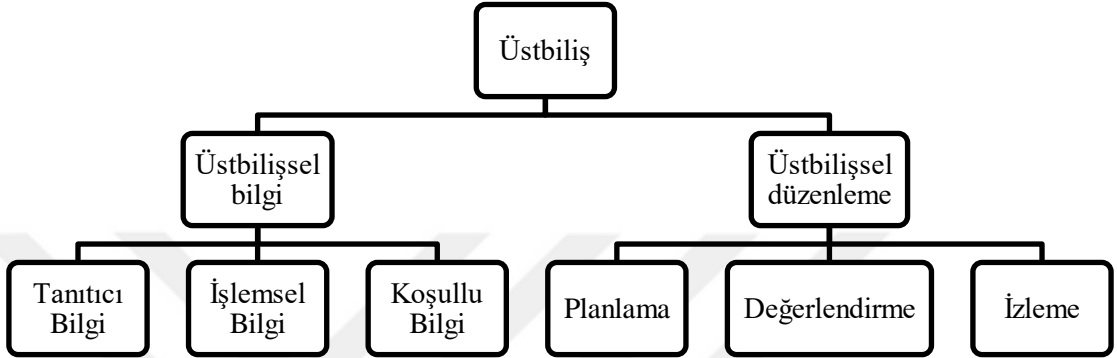 Üstbiliş
Üstbilişsel
bilgi
Üstbilişsel
düzenleme
Tanıtıcı
Bilgi
İşlemsel
Bilgi
Koşullu
Bilgi
Planlama
Değerlendirme
İzleme